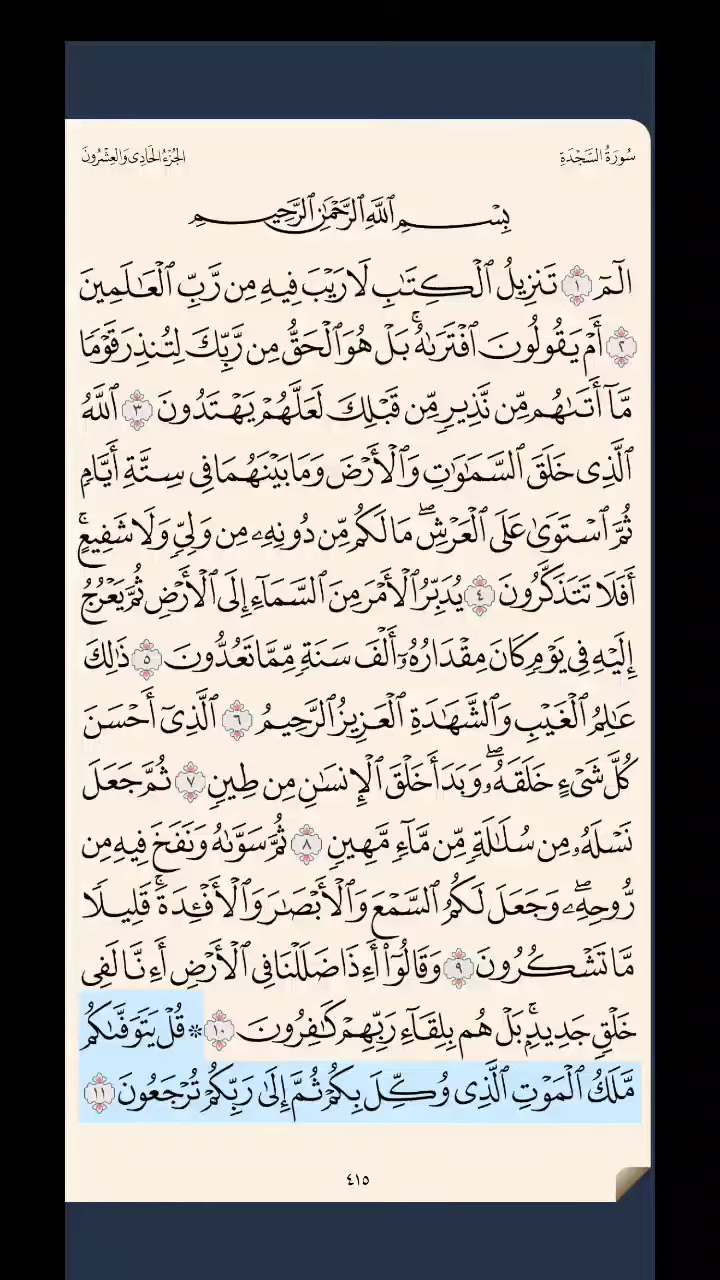 سُورَةُ السَّجْدَةِ
الجُزْءُ الحَادِى وَالعِشْرُونَ
بِسْمِ ٱللَّهِ ٱلرَّحْمَٰنِ ٱلرَّحِيمِ
الٓمٓ ١ تَنزِيلُ ٱلْكِتَٰبِ لَا رَيْبَ فِيهِ مِن رَّبِّ ٱلْعَٰلَمِينَ
٢ أَمْ يَقُولُونَ ٱفْتَرَىٰهُۚ بَلْ هُوَ ٱلْحَقُّ مِن رَّبِّكَ لِتُنذِرَ قَوْمًا
مَّآ أَتَىٰهُم مِّن نَّذِيرٍ مِّن قَبْلِكَ لَعَلَّهُمْ يَهْتَدُونَ ٣ ٱللَّهُ
ٱلَّذِى خَلَقَ ٱلسَّمَٰوَٰتِ وَٱلْأَرْضَ وَمَا بَيْنَهُمَا فِى سِتَّةِ أَيَّامٍ
ثُمَّ ٱسْتَوَىٰ عَلَى ٱلْعَرْشِۖ مَا لَكُم مِّن دُونِهِۦ مِن وَلِىٍّ وَلَا شَفِيعٍۚ
أَفَلَا تَتَذَكَّرُونَ ٤ يُدَبِّرُ ٱلْأَمْرَ مِنَ ٱلسَّمَآءِ إِلَى ٱلْأَرْضِ ثُمَّ يَعْرُجُ
إِلَيْهِ فِى يَوْمٍ كَانَ مِقْدَارُهُۥٓ أَلْفَ سَنَةٍ مِّمَّا تَعُدُّونَ ٥ ذَٰلِكَ
عَٰلِمُ ٱلْغَيْبِ وَٱلشَّهَٰدَةِ ٱلْعَزِيزُ ٱلرَّحِيمُ ٦ ٱلَّذِىٓ أَحْسَنَ
كُلَّ شَىْءٍ خَلَقَهُۥۖ وَبَدَأَ خَلْقَ ٱلْإِنسَٰنِ مِن طِينٍ ٧ ثُمَّ جَعَلَ
نَسْلَهُۥ مِن سُلَٰلَةٍ مِّن مَّآءٍ مَّهِينٍ ٨ ثُمَّ سَوَّىٰهُ وَنَفَخَ فِيهِ مِن
رُّوحِهِۦۖ وَجَعَلَ لَكُمُ ٱلسَّمْعَ وَٱلْأَبْصَٰرَ وَٱلْأَفْـِٔدَةَۚ قَلِيلًا
مَّا تَشْكُرُونَ ٩ وَقَالُوٓا۟ أَءِذَا ضَلَلْنَا فِى ٱلْأَرْضِ أَءِنَّا لَفِى
خَلْقٍ جَدِيدٍۭۚ بَلْ هُم بِلِقَآءِ رَبِّهِمْ كَٰفِرُونَ ١٠ ۞ قُلْ يَتَوَفَّىٰكُم
مَّلَكُ ٱلْمَوْتِ ٱلَّذِى وُكِّلَ بِكُمْ ثُمَّ إِلَىٰ رَبِّكُمْ تُرْجَعُونَ ١١
٤١٥